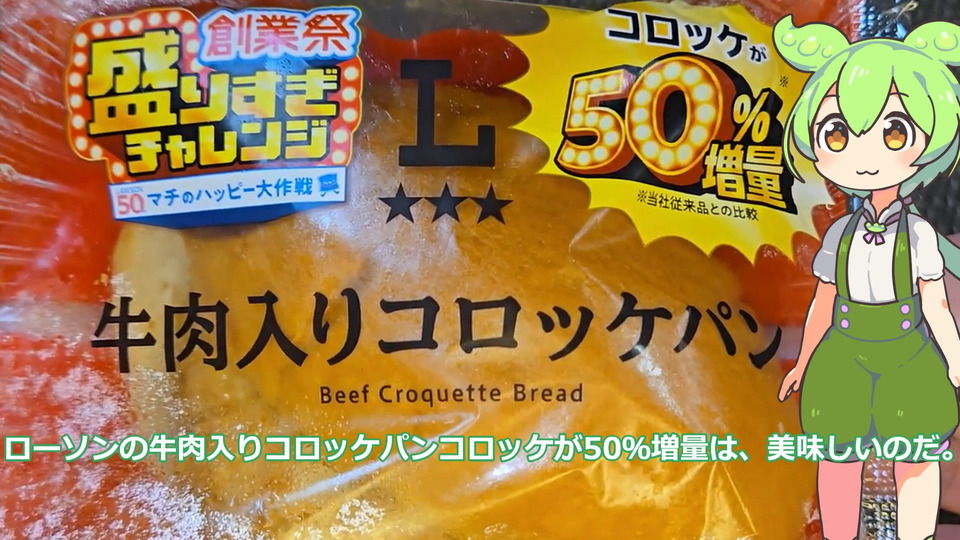 創業祭
盛りすぎ
チャレンジ
50th マチのハッピー大作戦
L
★★★
コロッケが
50%※
増量
※当社従来品との比較
牛肉入りコロッケパン
Beef Croquette Bread
ローソンの牛肉入りコロッケパンコロッケが50%増量は、美味しいのだ。